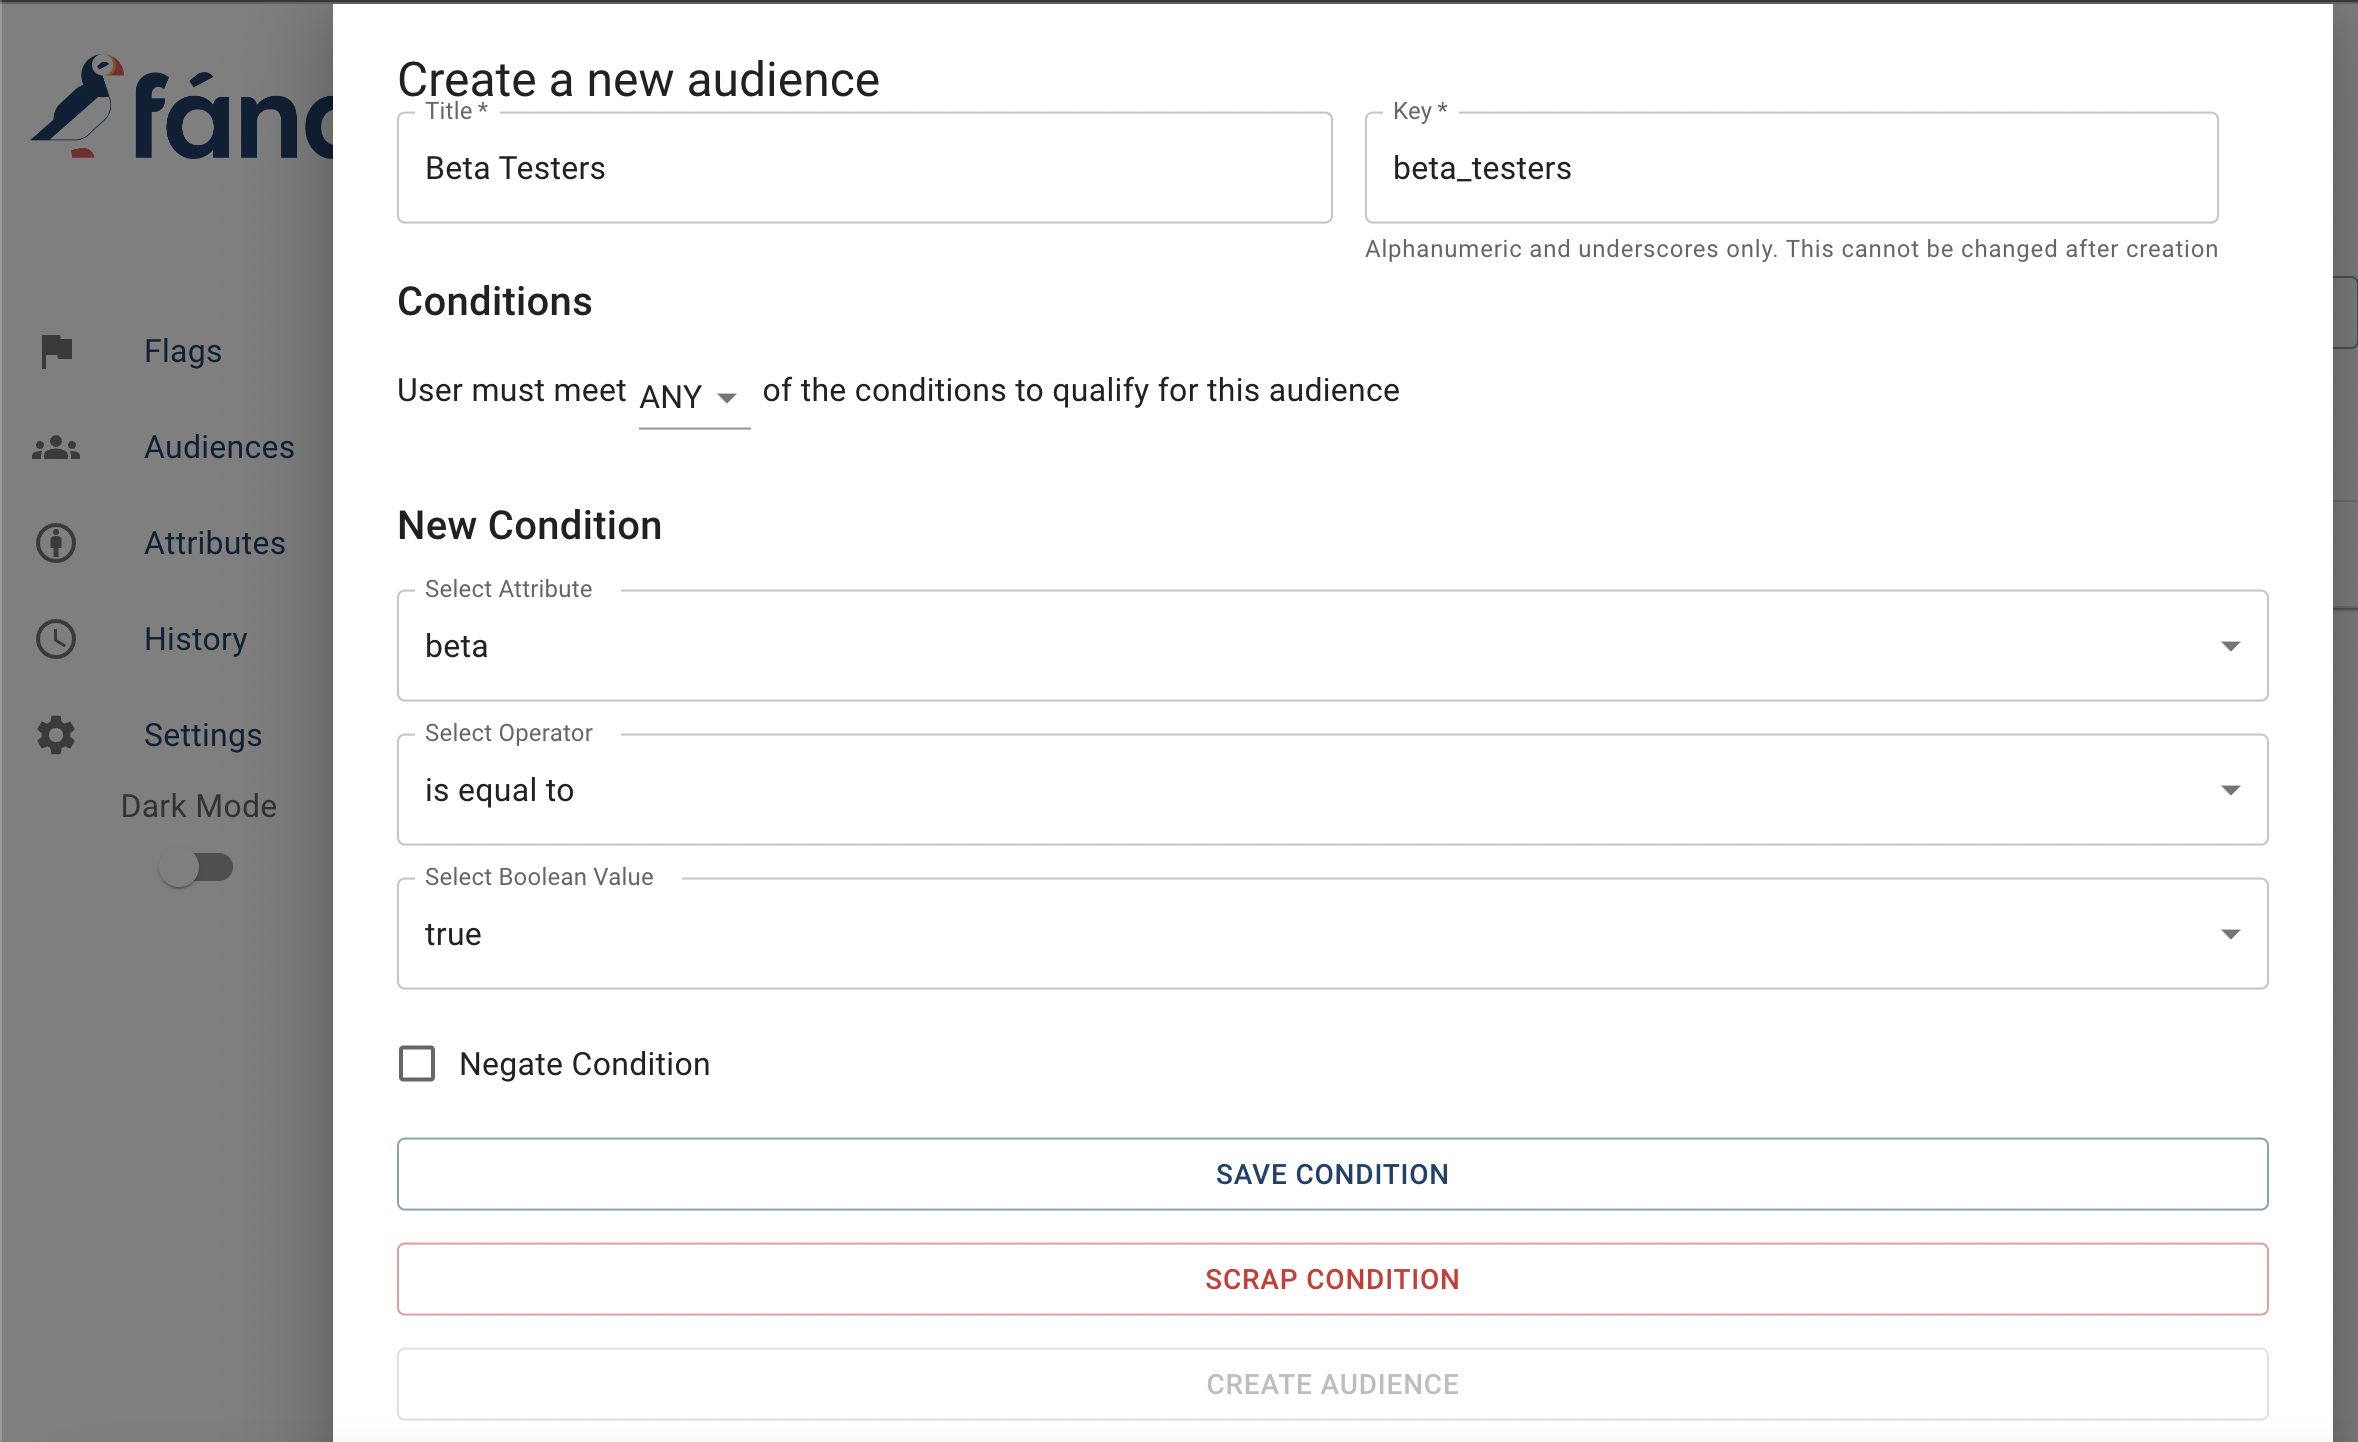 Flags
Audiences
Attributes
History
Settings
Dark Mode
Create a new audience
Title *
Beta Testers
Key *
beta_testers
Alphanumeric and underscores only. This cannot be changed after creation
Conditions
User must meet ANY of the conditions to qualify for this audience
New Condition
Select Attribute
beta
Select Operator
is equal to
Select Boolean Value
true
Negate Condition
SAVE CONDITION
SCRAP CONDITION
CREATE AUDIENCE